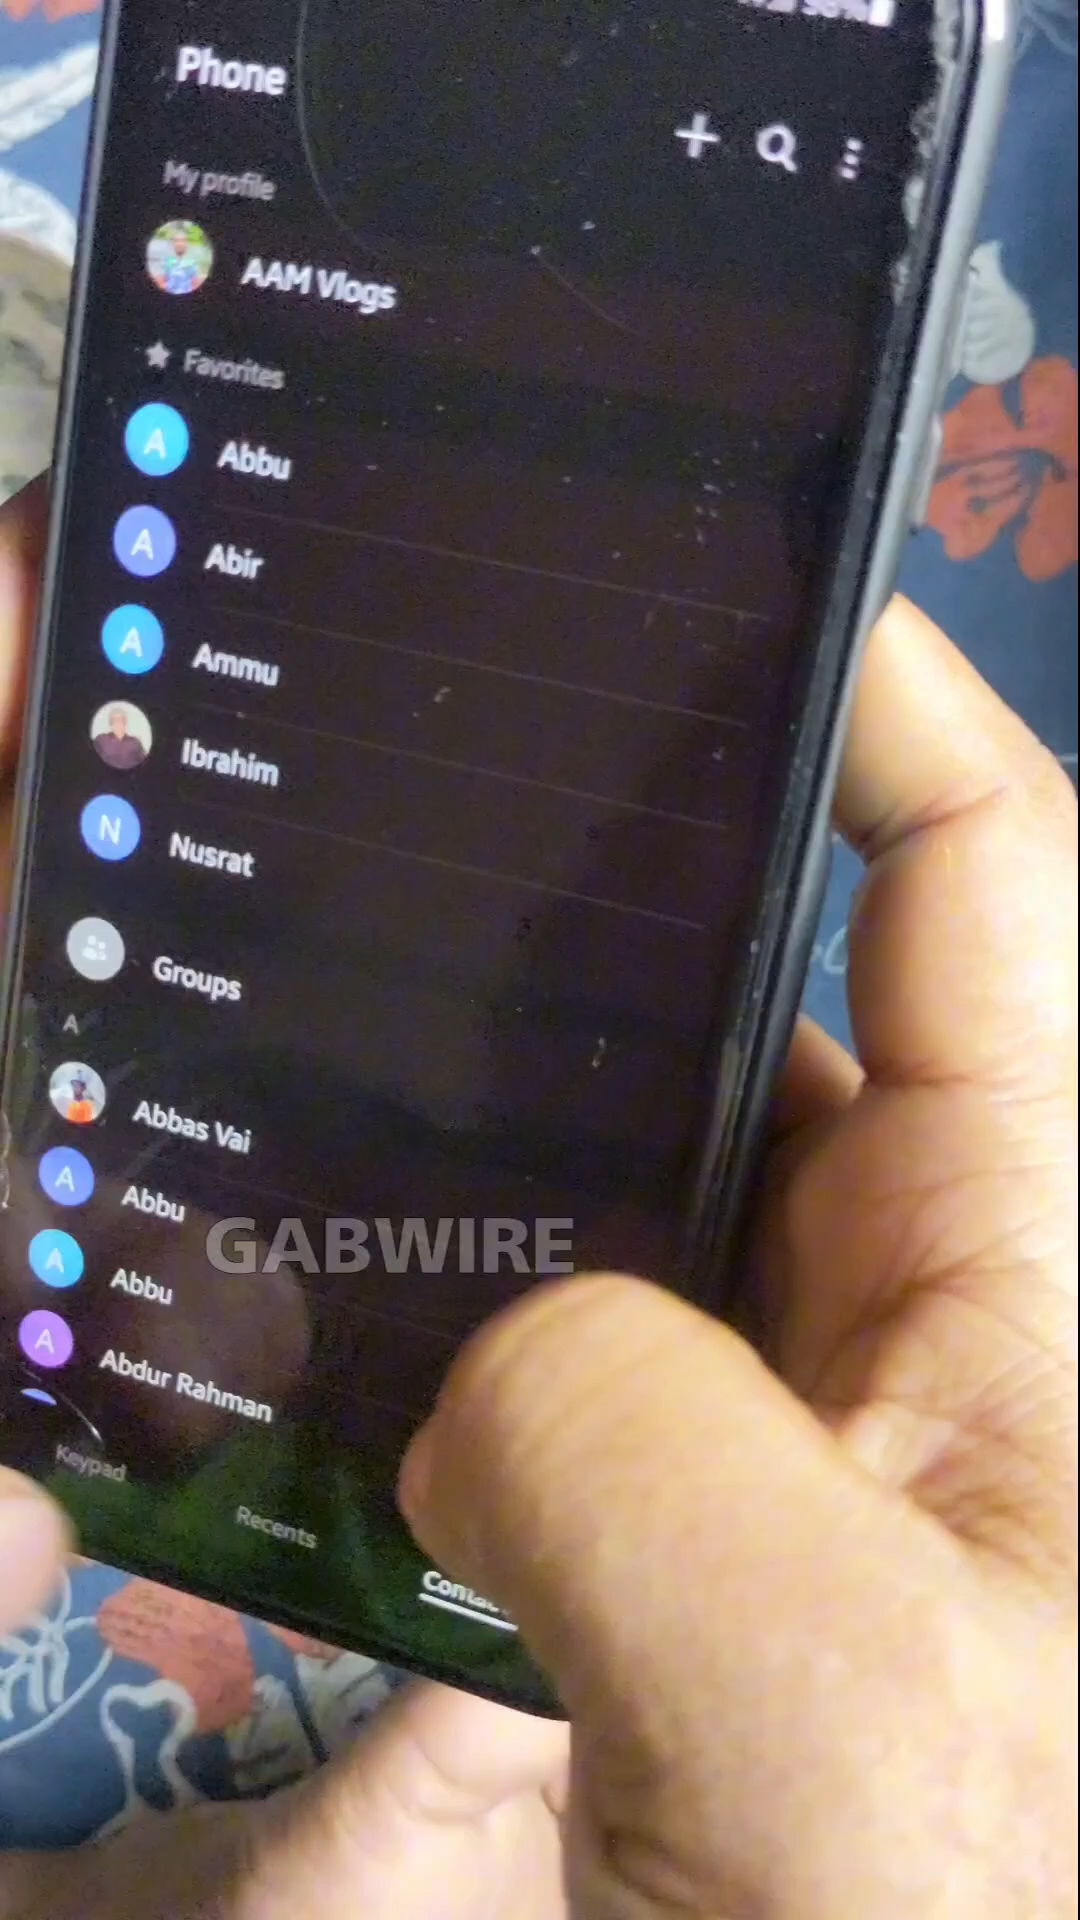 Phone
My profile
AAM Vlogs
Favorites
A Abbu
A Abir
A Ammu
Ibrahim
N Nusrat
Groups
A
Abbas Vai
A Abbu
A Abbu
A Abdur Rahman
GABWIRE
Keypad
Recents